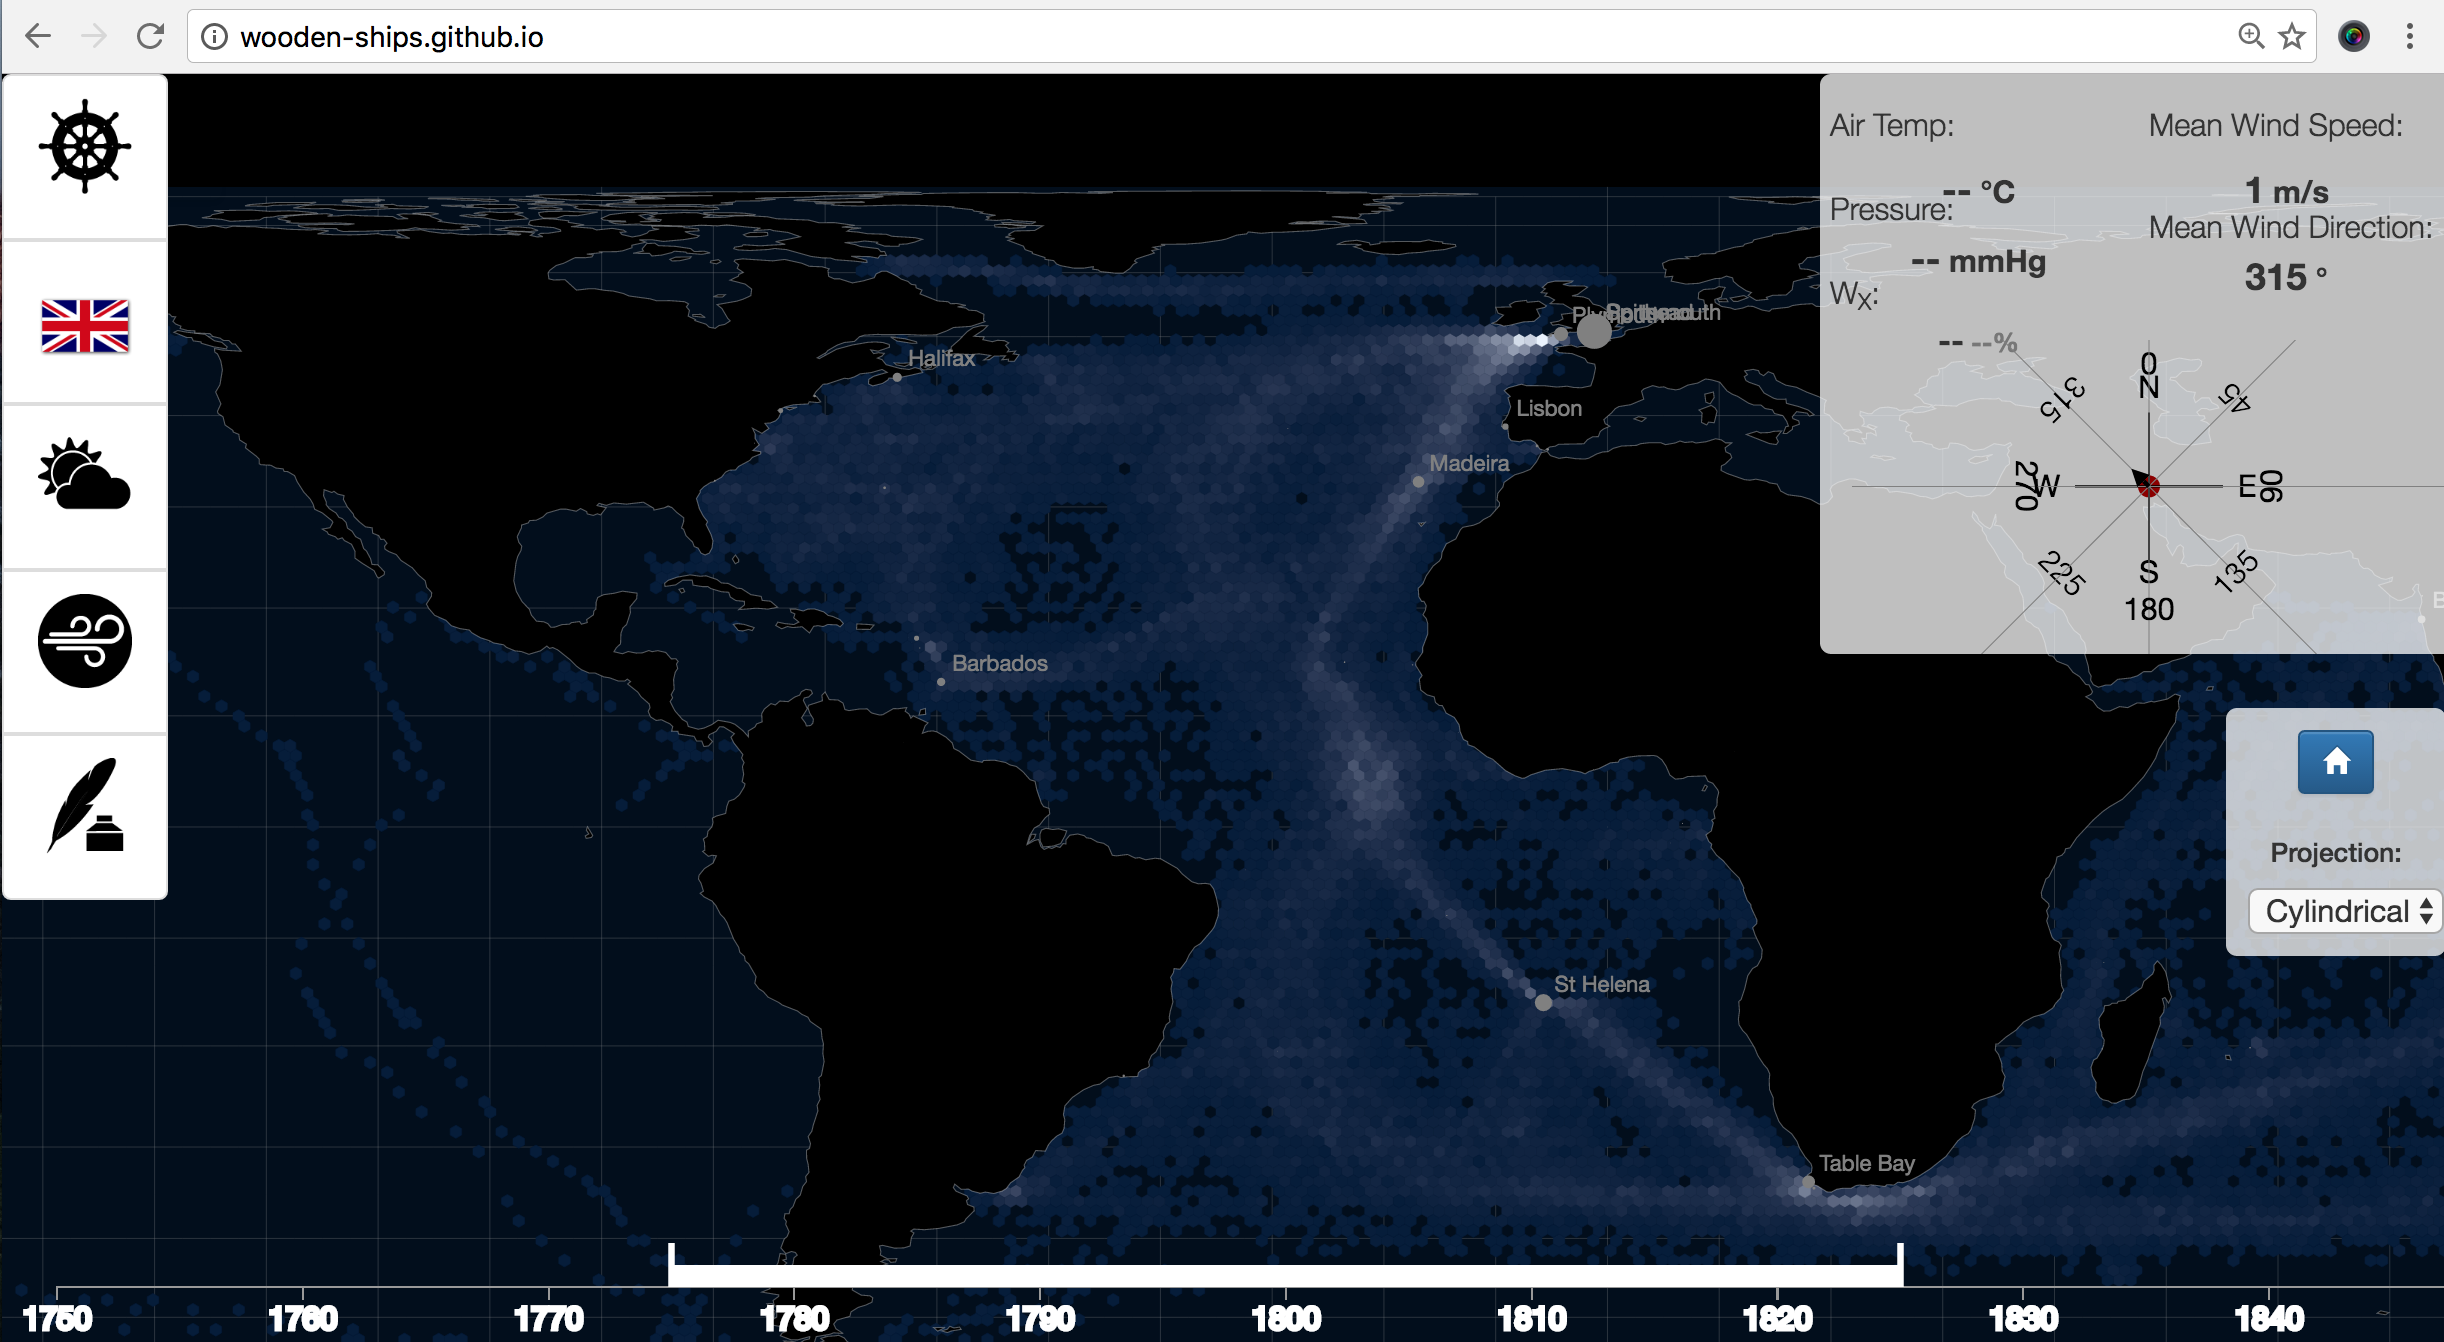 wooden-ships.github.io
Air Temp:
Mean Wind Speed:
-- °C
1 m/s
Pressure:
Mean Wind Direction:
-- mmHg
315 °
Wx:
-- --%
0
N
315
45
270
W
E
90
225
S
135
180
Halifax
Lisbon
Madeira
Barbados
St Helena
Table Bay
Projection:
Cylindrical
1750 1760 1770 1780 1790 1800 1810 1820 1830 1840